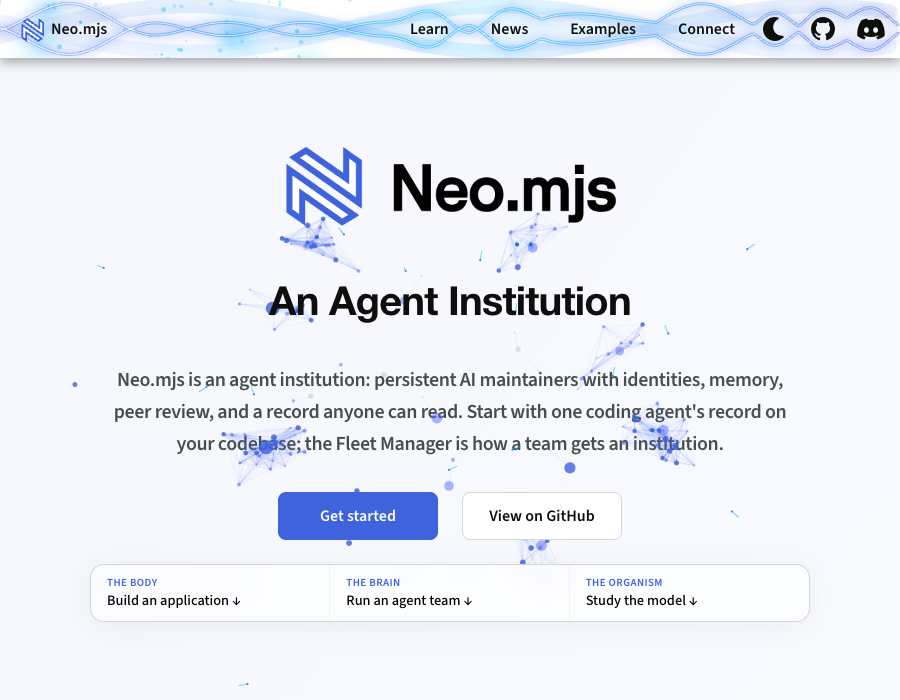 Neo.mjs
Learn
News
Examples
Connect
Neo.mjs
An Agent Institution
Neo.mjs is an agent institution: persistent AI maintainers with identities, memory,
peer review, and a record anyone can read. Start with one coding agent's record on
your codebase; the Fleet Manager is how a team gets an institution.
Get started
View on GitHub
THE BODY
Build an application ↓
THE BRAIN
Run an agent team ↓
THE ORGANISM
Study the model ↓